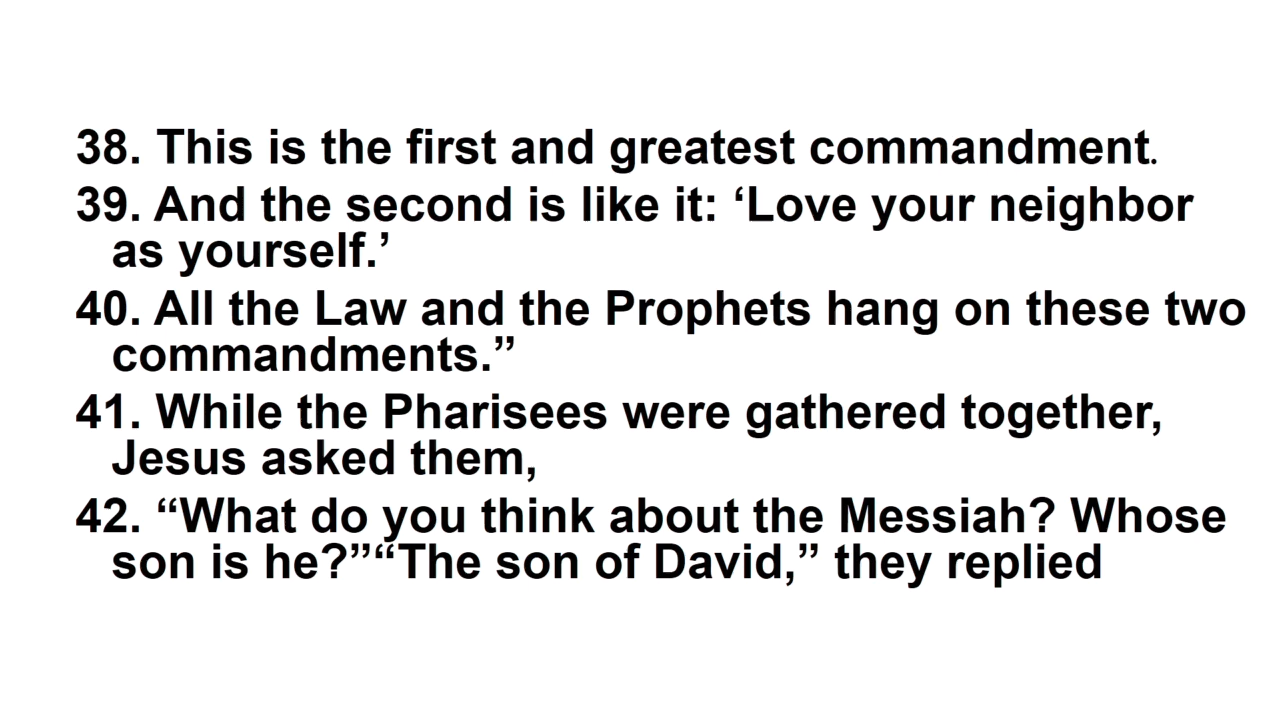 38. This is the first and greatest commandment.
39. And the second is like it: ‘Love your neighbor
as yourself.’
40. All the Law and the Prophets hang on these two
commandments.”
41. While the Pharisees were gathered together,
Jesus asked them,
42. “What do you think about the Messiah? Whose
son is he?”“The son of David,” they replied